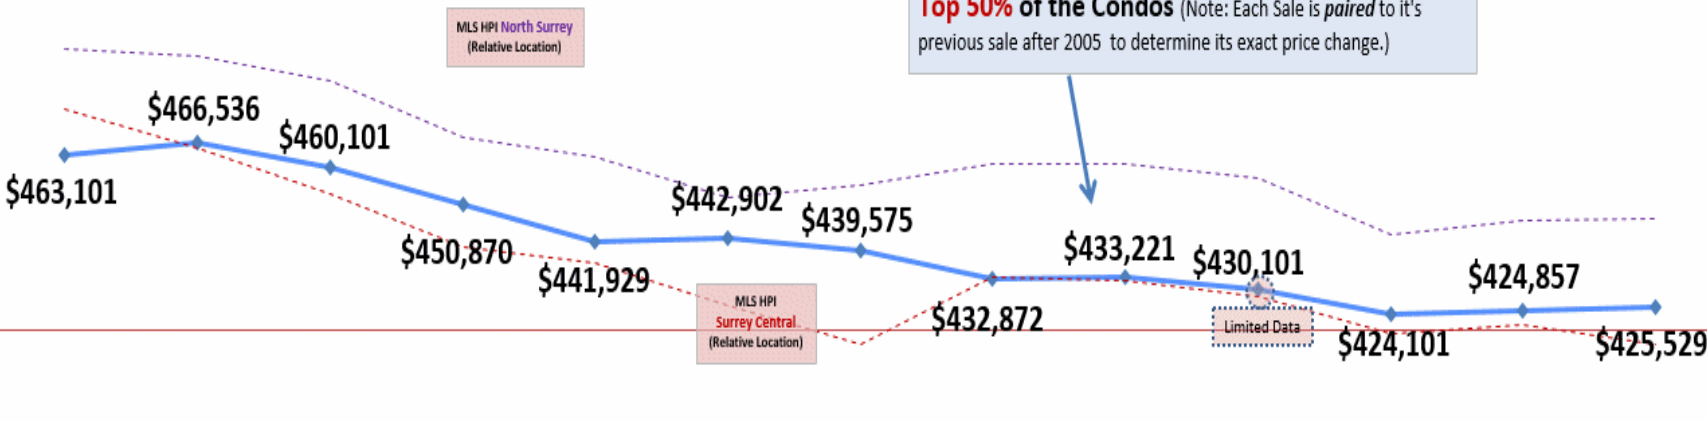 Top 50% of the Condos (Note: Each Sale is paired to it's
previous sale after 2005 to determine its exact price change.)
MLS HPI North Surrey
(Relative Location)
$463,101
$466,536
$460,101
$450,870
$441,929
$442,902
$439,575
$432,872
$433,221
$430,101
$424,101
$424,857
$425,529
MLS HPI
Surrey Central
(Relative Location)
Limited Data